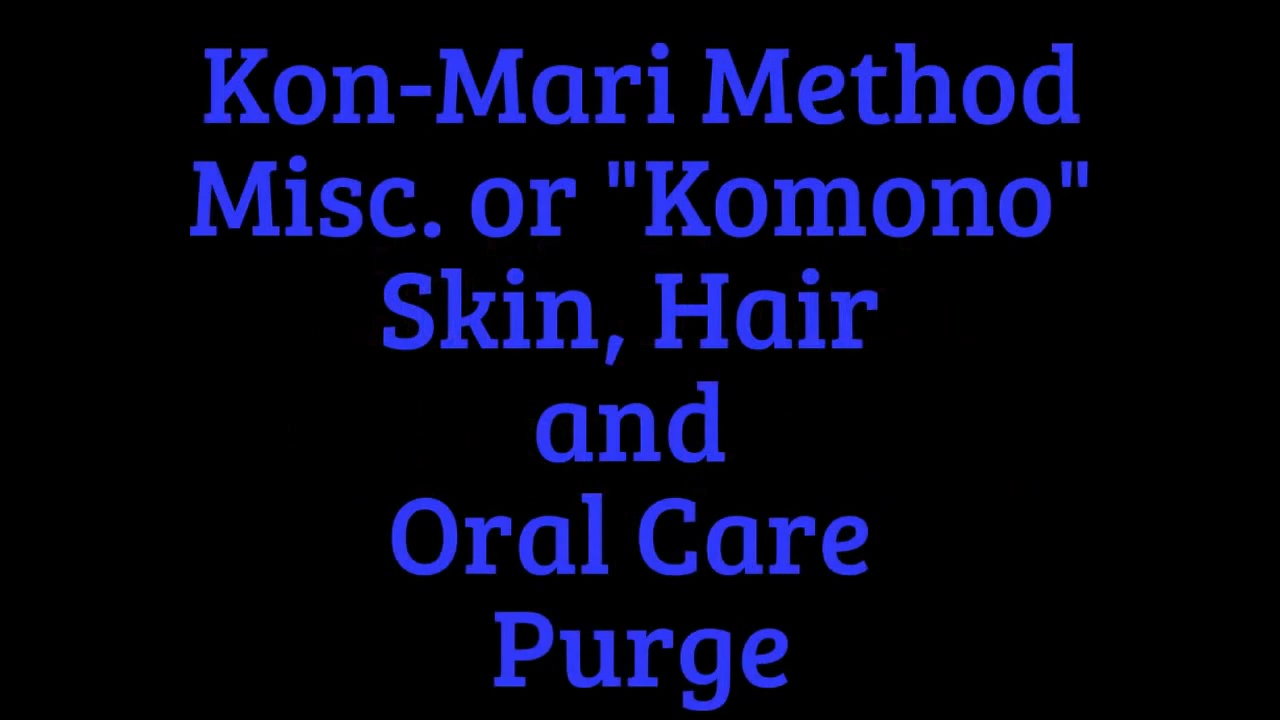 Kon-Mari Method
Misc. or "Komono"
Skin, Hair
and
Oral Care
Purge